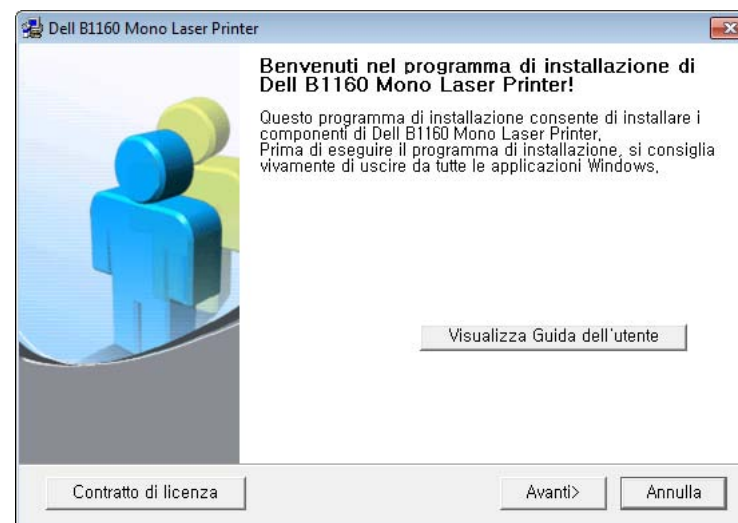 Dell B1160 Mono Laser Printer
Benvenuti nel programma di installazione di
Dell B1160 Mono Laser Printer!
Questo programma di installazione consente di installare i
componenti di Dell B1160 Mono Laser Printer.
Prima di eseguire il programma di installazione, si consiglia
vivamente di uscire da tutte le applicazioni Windows.
Visualizza Guida dell'utente
Contratto di licenza
Avanti>
Annulla